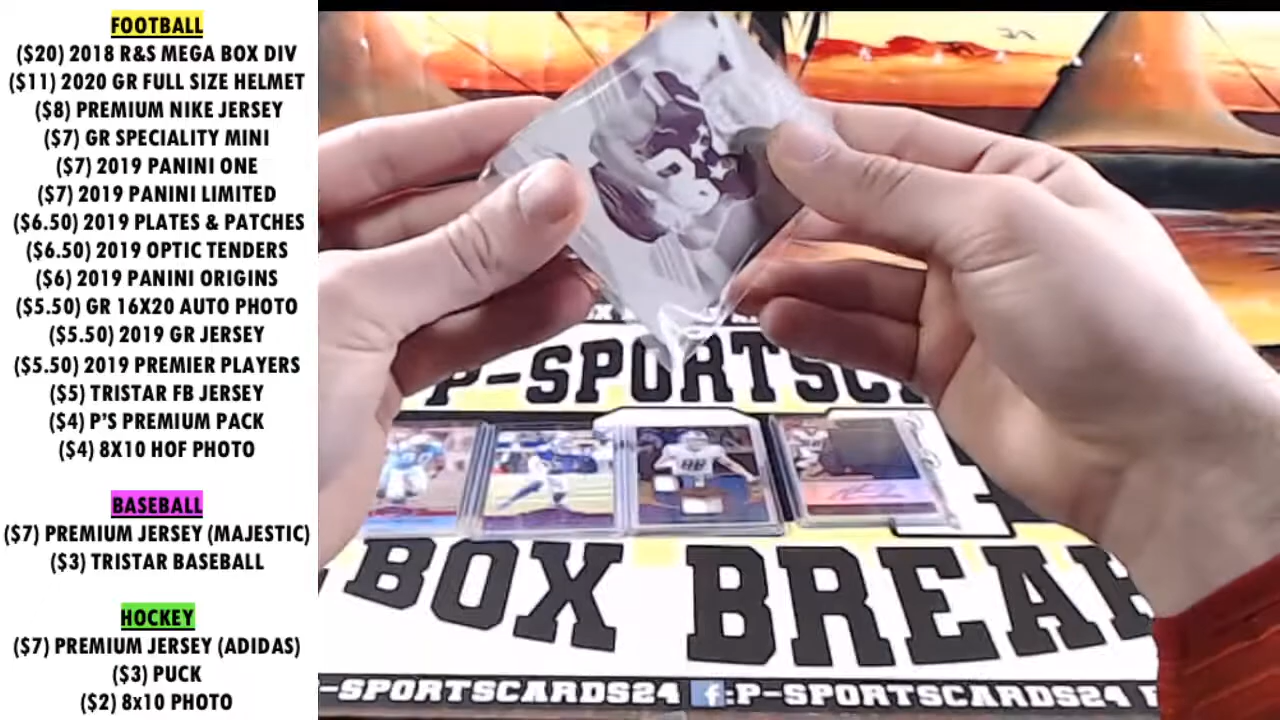 FOOTBALL
($20) 2018 R&S MEGA BOX DIV
($11) 2020 GR FULL SIZE HELMET
($8) PREMIUM NIKE JERSEY
($7) GR SPECIALITY MINI
($7) 2019 PANINI ONE
($7) 2019 PANINI LIMITED
($6.50) 2019 PLATES & PATCHES
($6.50) 2019 OPTIC TENDERS
($6) 2019 PANINI ORIGINS
($5.50) GR 16X20 AUTO PHOTO
($5.50) 2019 GR JERSEY
($5.50) 2019 PREMIER PLAYERS
($5) TRISTAR FB JERSEY
($4) P'S PREMIUM PACK
($4) 8X10 HOF PHOTO
BASEBALL
($7) PREMIUM JERSEY (MAJESTIC)
($3) TRISTAR BASEBALL
HOCKEY
($7) PREMIUM JERSEY (ADIDAS)
($3) PUCK
($2) 8x10 PHOTO
P-SPORTSC
88
BOX BREAK
-SPORTSCARDS24 f:P-SPORTSCARDS24